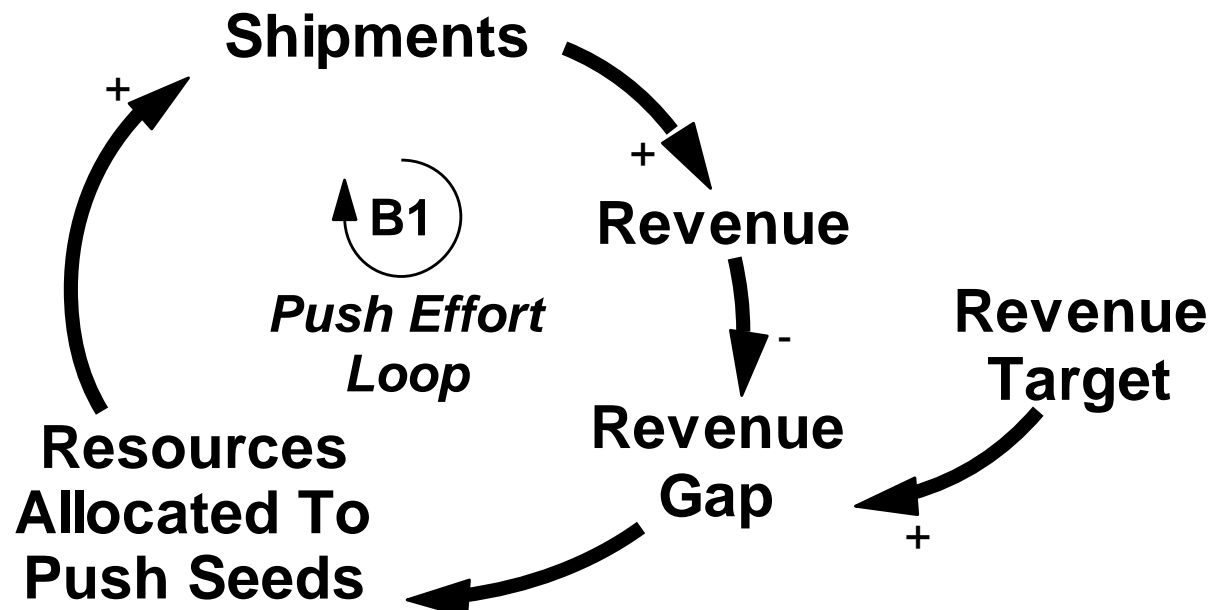 Shipments
+
+
B1
Revenue
Push Effort
Loop
-
Revenue
Target
Revenue
Gap
+
Resources
Allocated To
Push Seeds